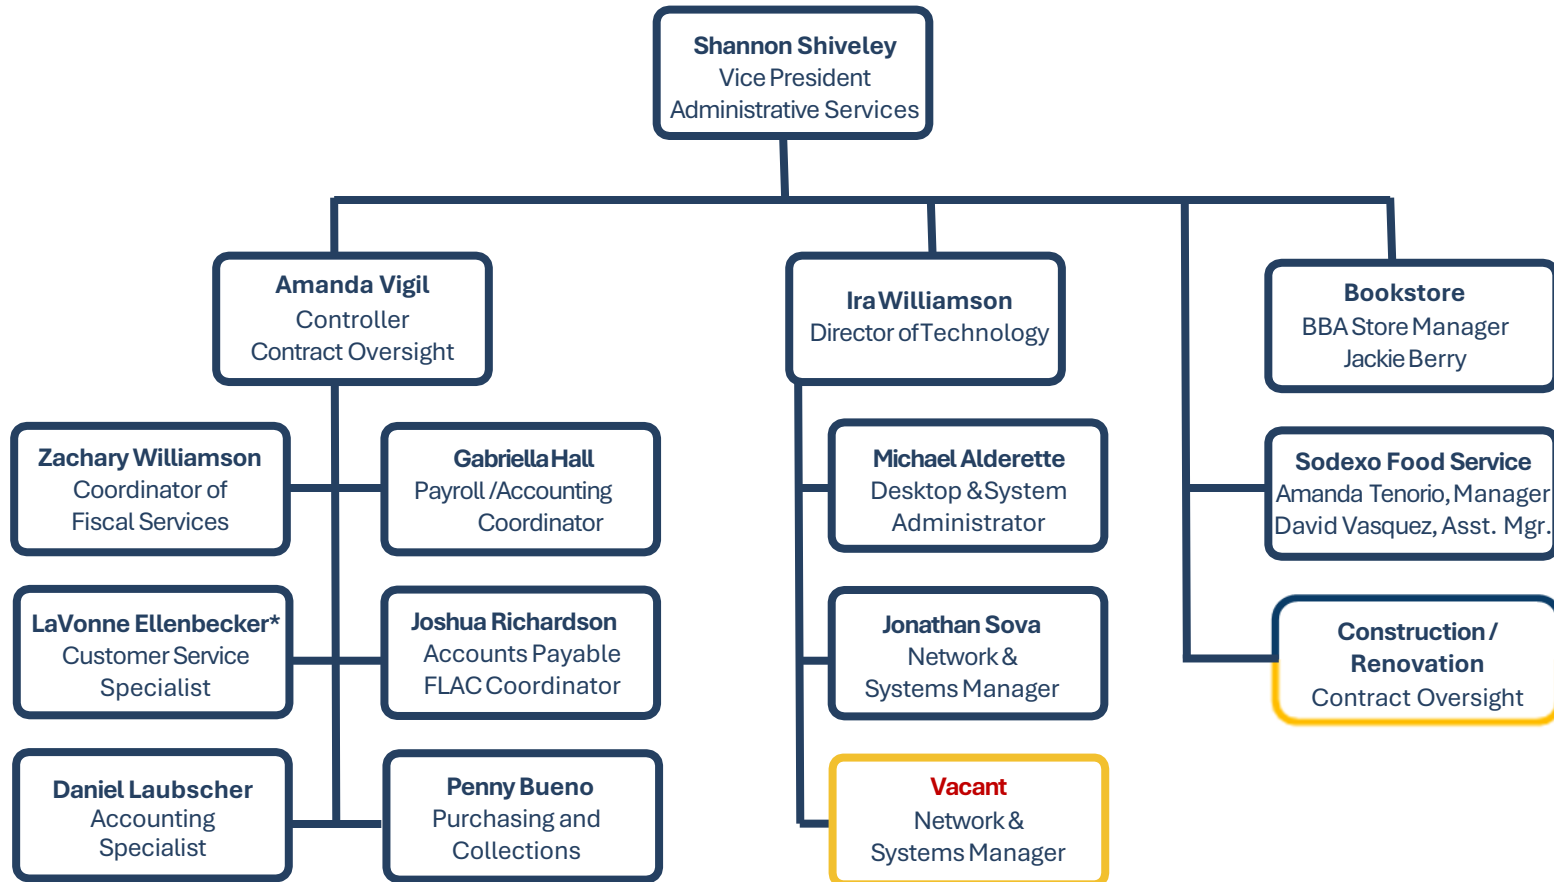 Shannon Shiveley
Vice President
Administrative Services
Amanda Vigil
Controller
Contract Oversight
Ira Williamson
Director of Technology
Bookstore
BBA Store Manager
Jackie Berry
Zachary Williamson
Coordinator of
Fiscal Services
Gabriella Hall
Payroll /Accounting
Coordinator
Michael Alderette
Desktop & System
Administrator
Sodexo Food Service
Amanda Tenorio, Manager
David Vasquez, Asst. Mgr.
LaVonne Ellenbecker*
Customer Service
Specialist
Joshua Richardson
Accounts Payable
FLAC Coordinator
Jonathan Sova
Network &
Systems Manager
Construction /
Renovation
Contract Oversight
Daniel Laubscher
Accounting
Specialist
Penny Bueno
Purchasing and
Collections
Vacant
Network &
Systems Manager